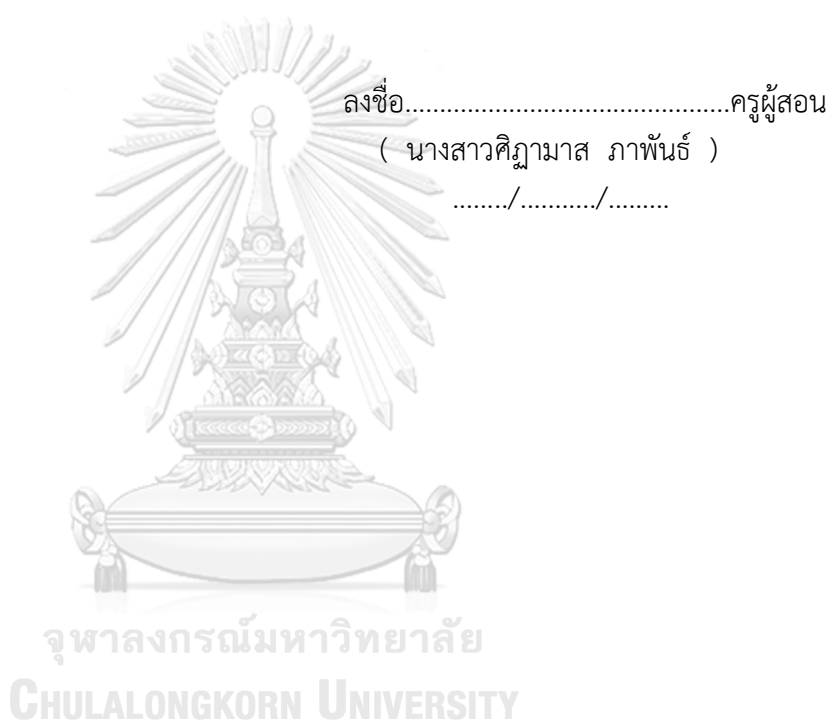 ลงชื่อ...............................................ครูผู้สอน
( นางสาวศิฏามาส ภาพันธ์ )
......../.........../.........
จุฬาลงกรณ์มหาวิทยาลัย
CHULALONGKORN UNIVERSITY